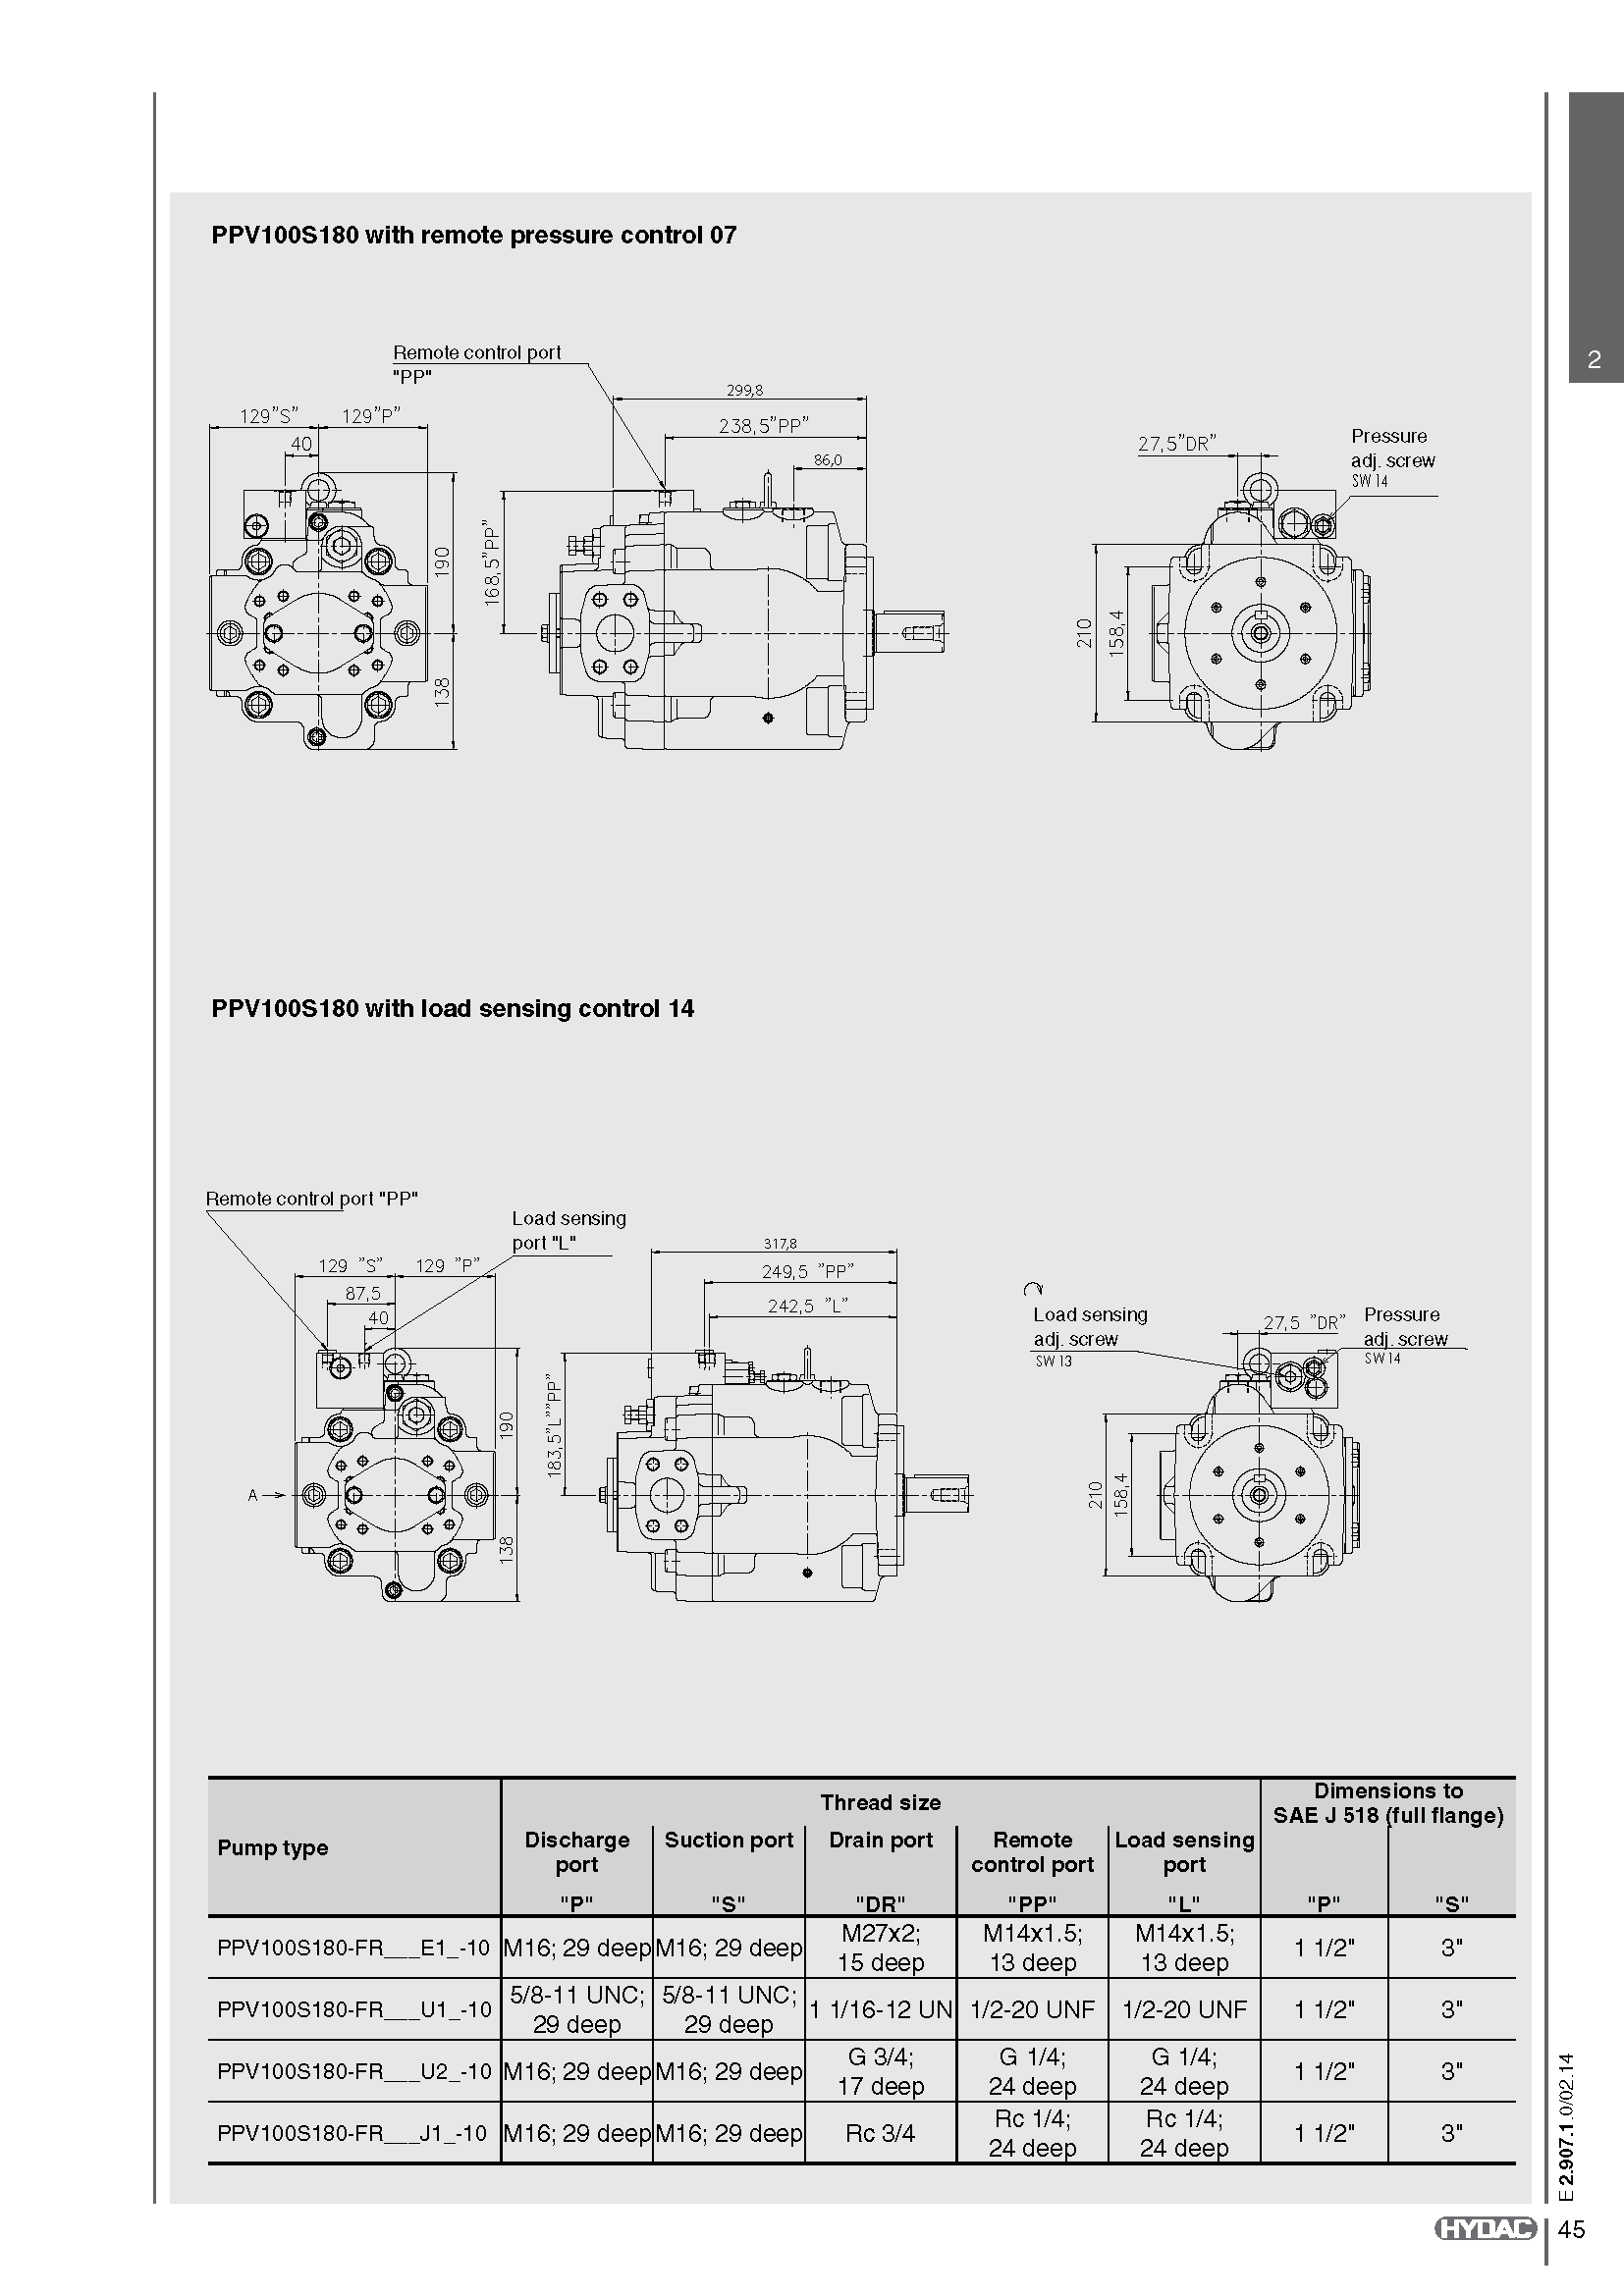 2
PPV100S180 with remote pressure control 07
Remote control port
"PP"
299,8
129"S"
129"P"
238,5"PP"
40
86,0
27,5"DR"
Pressure
adj. screw
SW 14
190
138
168,5"PP"
210
158,4
PPV100S180 with load sensing control 14
Remote control port "PP"
Load sensing
port "L"
317,8
129 "S"
129 "P"
249,5 "PP"
87,5
242,5 "L"
40
Load sensing
adj. screw
SW 13
27,5 "DR"
Pressure
adj. screw
SW 14
190
138
183,5"L""PP"
A
210
158,4
Pump type
Thread size
Dimensions to
SAE J 518 (full flange)
Discharge
port
"P"
Suction port
"S"
Drain port
"DR"
Remote
control port
"PP"
Load sensing
port
"L"
"P"
"S"
PPV100S180-FR___E1_-10 M16; 29 deep M16; 29 deep M27x2; 15 deep M14x1.5; 13 deep M14x1.5; 13 deep 1 1/2" 3"
PPV100S180-FR___U1_-10 5/8-11 UNC; 29 deep 5/8-11 UNC; 29 deep 1 1/16-12 UN 1/2-20 UNF 1/2-20 UNF 1 1/2" 3"
PPV100S180-FR___U2_-10 M16; 29 deep M16; 29 deep G 3/4; 17 deep G 1/4; 24 deep G 1/4; 24 deep 1 1/2" 3"
PPV100S180-FR___J1_-10 M16; 29 deep M16; 29 deep Rc 3/4 Rc 1/4; 24 deep Rc 1/4; 24 deep 1 1/2" 3"
E 2.907.1.0/02.14
HYDAC
45